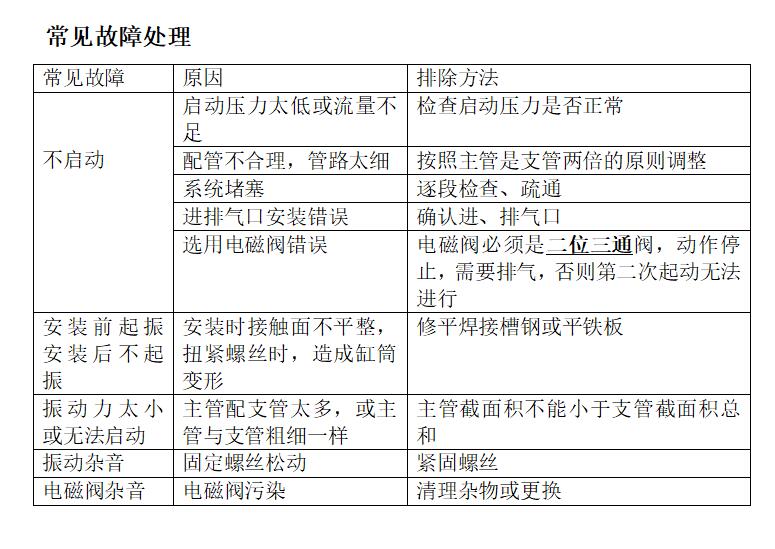 常见故障处理
常见故障 原因 排除方法
不启动
启动压力太低或流量不
足
检查启动压力是否正常
配管不合理，管路太细
按照主管是支管两倍的原则调整
系统堵塞
逐段检查、疏通
进排气口安装错误
确认进、排气口
选用电磁阀错误
电磁阀必须是二位三通阀，动作停
止，需要排气，否则第二次起动无法
进行
安装前起振
安装后不起
振
安装时接触面不平整，
扭紧螺丝时，造成缸筒
变形
修平焊接槽钢或平铁板
振动力太小
或无法启动
主管配支管太多，或主
管与支管粗细一样
主管截面积不能小于支管截面积总
和
振动杂音
固定螺丝松动
紧固螺丝
电磁阀杂音
电磁阀污染
清理杂物或更换